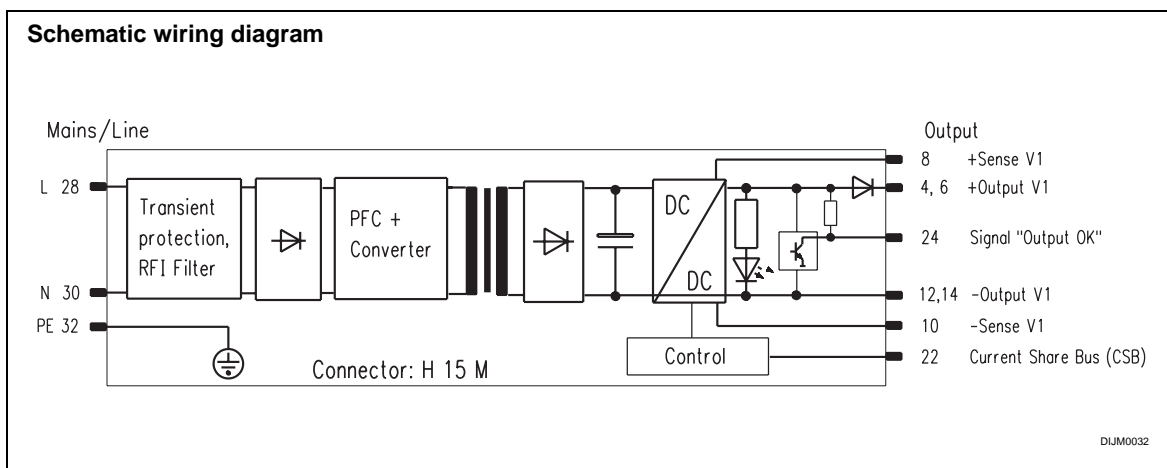 Schematic wiring diagram
Mains/Line
Output
L 28
N 30
PE 32
Transient
protection,
RFI Filter
PFC +
Converter
DC
DC
Control
Connector: H 15 M
8 +Sense V1
4, 6 +Output V1
24 Signal "Output OK"
12,14 -Output V1
10 -Sense V1
22 Current Share Bus (CSB)
DIJM0032